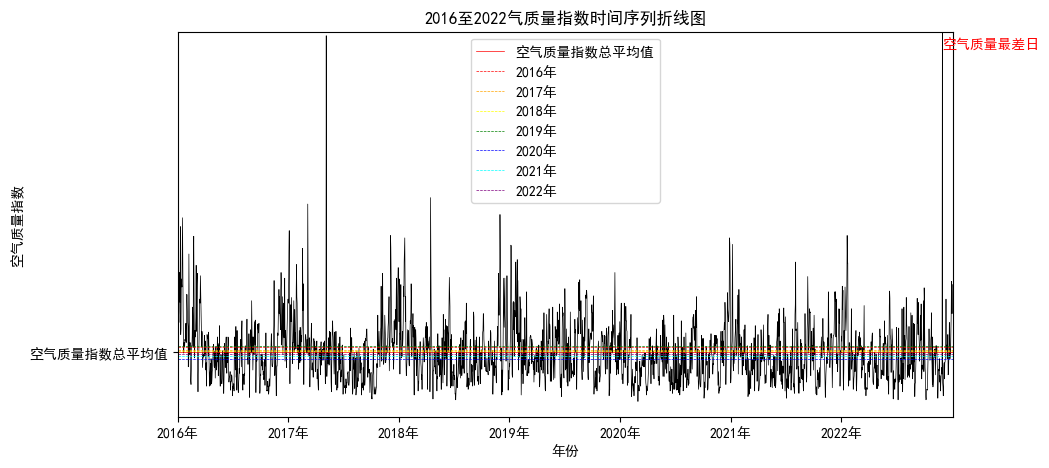 2016至2022气质量指数时间序列折线图
空气质量最差日
空气质量指数总平均值
2016年
2017年
2018年
2019年
2020年
2021年
2022年
空气质量指数
空气质量指数总平均值
2016年
2017年
2018年
2019年
2020年
2021年
2022年
年份